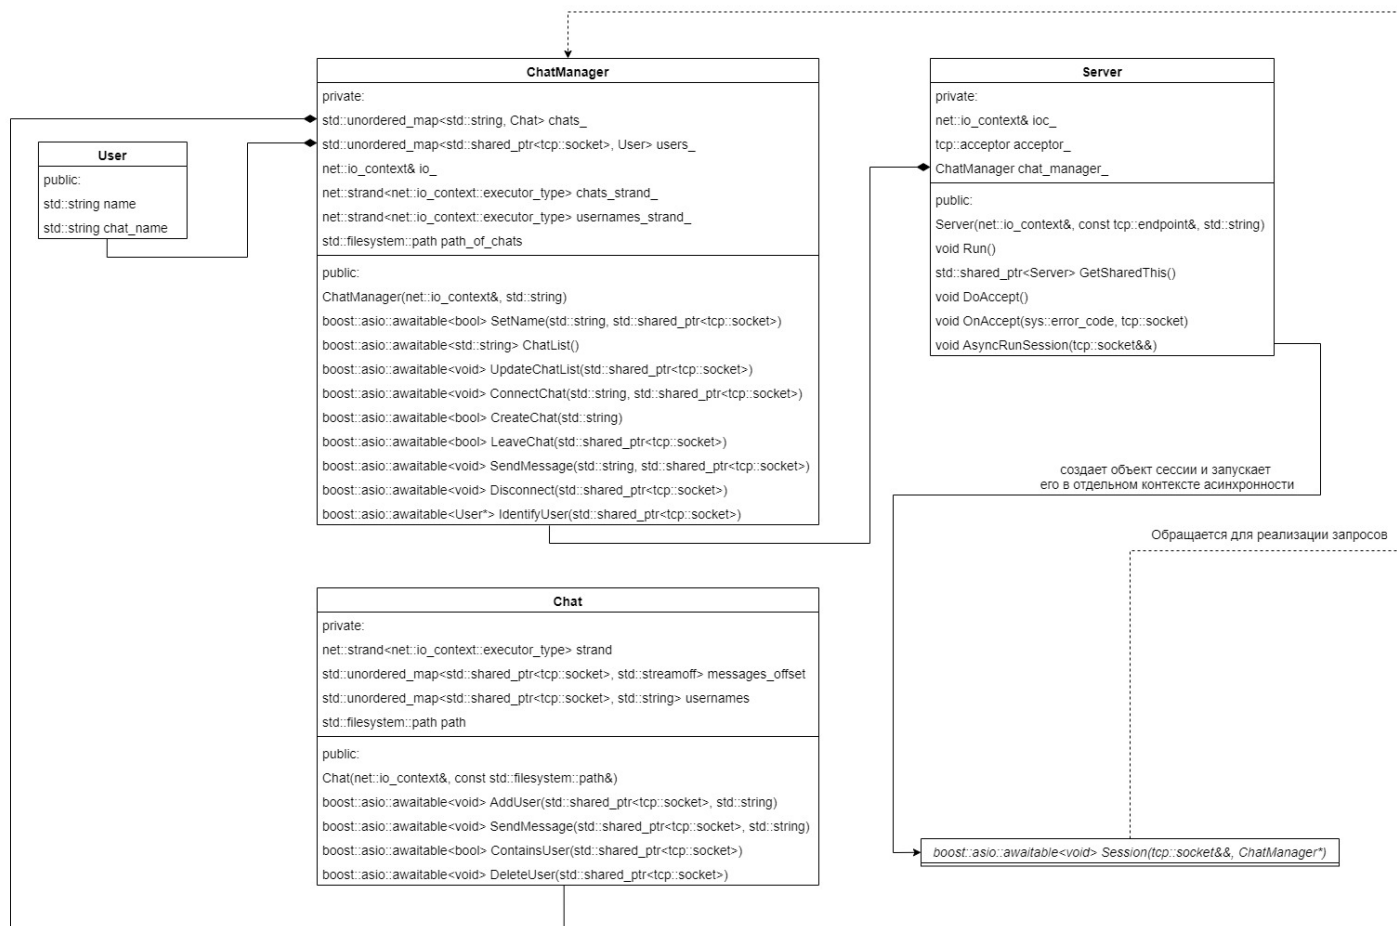 ChatManager
private:
std::unordered_map<std::string, Chat> chats_
std::unordered_map<std::shared_ptr<tcp::socket>, User> users_
net::io_context& io_
net::strand<net::io_context::executor_type> chats_strand_
net::strand<net::io_context::executor_type> usernames_strand_
std::filesystem::path path_of_chats
public:
ChatManager(net::io_context&, std::string)
boost::asio::awaitable<bool> SetName(std::string, std::shared_ptr<tcp::socket>)
boost::asio::awaitable<std::string> ChatList()
boost::asio::awaitable<void> UpdateChatList(std::shared_ptr<tcp::socket>)
boost::asio::awaitable<void> ConnectChat(std::string, std::shared_ptr<tcp::socket>)
boost::asio::awaitable<bool> CreateChat(std::string)
boost::asio::awaitable<bool> LeaveChat(std::shared_ptr<tcp::socket>)
boost::asio::awaitable<void> SendMessage(std::string, std::shared_ptr<tcp::socket>)
boost::asio::awaitable<void> Disconnect(std::shared_ptr<tcp::socket>)
boost::asio::awaitable<User*> IdentifyUser(std::shared_ptr<tcp::socket>)
User
public:
std::string name
std::string chat_name
Server
private:
net::io_context& ioc_
tcp::acceptor acceptor_
ChatManager chat_manager_
public:
Server(net::io_context&, const tcp::endpoint&, std::string)
void Run()
std::shared_ptr<Server> GetSharedThis()
void DoAccept()
void OnAccept(sys::error_code, tcp::socket)
void AsyncRunSession(tcp::socket&&)
создает объект сессии и запускает
его в отдельном контексте асинхронности
Обращается для реализации запросов
Chat
private:
net::strand<net::io_context::executor_type> strand
std::unordered_map<std::shared_ptr<tcp::socket>, std::streamoff> messages_offset
std::unordered_map<std::shared_ptr<tcp::socket>, std::string> usernames
std::filesystem::path path
public:
Chat(net::io_context&, const std::filesystem::path&)
boost::asio::awaitable<void> AddUser(std::shared_ptr<tcp::socket>, std::string)
boost::asio::awaitable<void> SendMessage(std::shared_ptr<tcp::socket>, std::string)
boost::asio::awaitable<bool> ContainsUser(std::shared_ptr<tcp::socket>)
boost::asio::awaitable<void> DeleteUser(std::shared_ptr<tcp::socket>)
boost::asio::awaitable<void> Session(tcp::socket&&, ChatManager*)